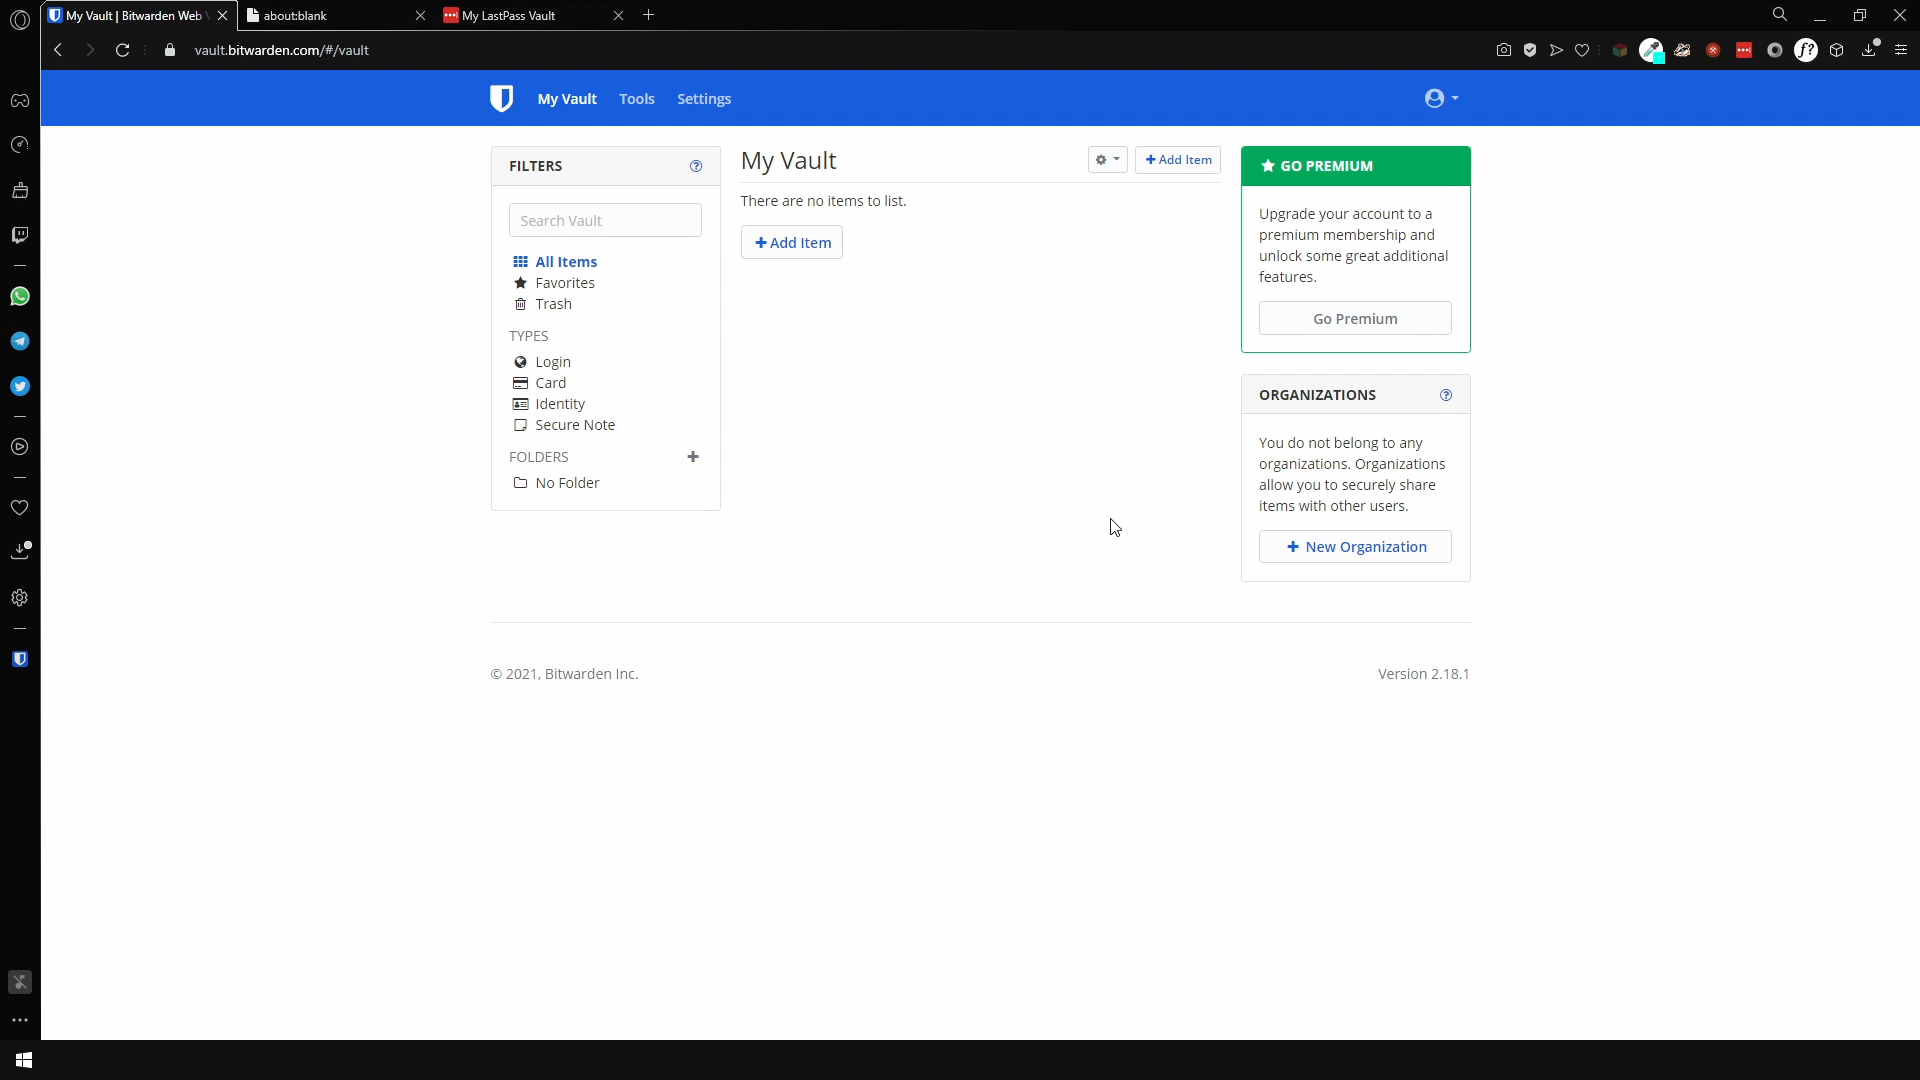 My Vault | Bitwarden Web
about:blank
My LastPass Vault
vault.bitwarden.com/#/vault
My Vault
Tools
Settings
FILTERS
Search Vault
All Items
Favorites
Trash
TYPES
Login
Card
Identity
Secure Note
FOLDERS
No Folder
My Vault
Add Item
There are no items to list.
Add Item
GO PREMIUM
Upgrade your account to a
premium membership and
unlock some great additional
features.
Go Premium
ORGANIZATIONS
You do not belong to any
organizations. Organizations
allow you to securely share
items with other users.
New Organization
© 2021, Bitwarden Inc.
Version 2.18.1